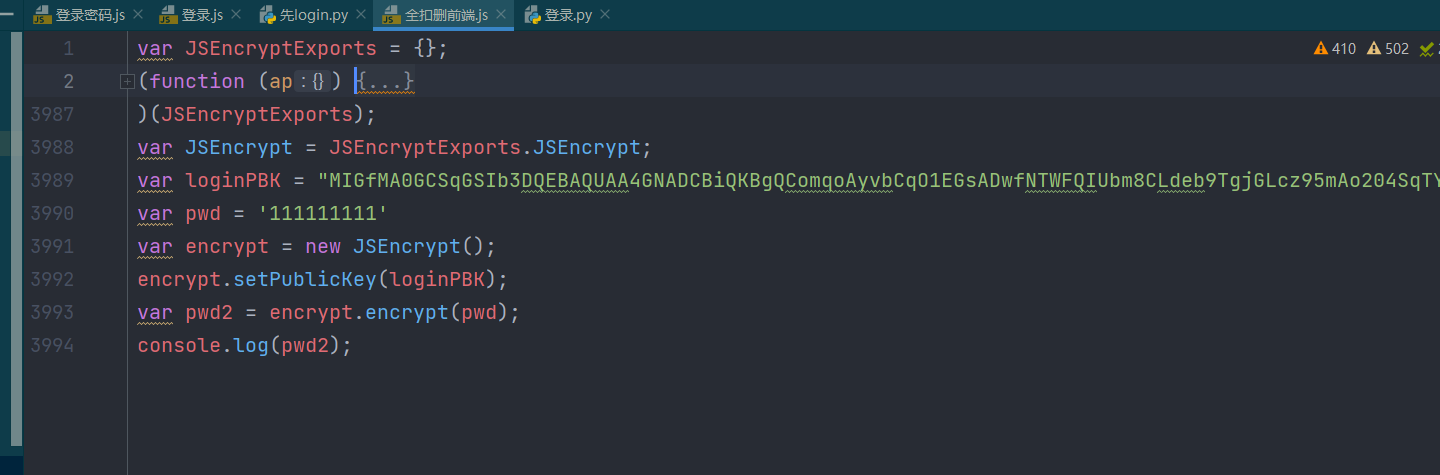 登录密码.js 登录.js 先login.py 全扣删前端.js 登录.py
1 var JSEncryptExports = {}; 410 502
2 (function (ap : {}) {...}
3987 )(JSEncryptExports);
3988 var JSEncrypt = JSEncryptExports.JSEncrypt;
3989 var loginPBK = "MIGfMA0GCSqGSIb3DQEBAQUAA4GNADCBiQKBgQComqoAyvbCqO1EGsADwfNTWFQIUbm8CLdeb9TgjGLcz95mAo204SqTY
3990 var pwd = '111111111'
3991 var encrypt = new JSEncrypt();
3992 encrypt.setPublicKey(loginPBK);
3993 var pwd2 = encrypt.encrypt(pwd);
3994 console.log(pwd2);